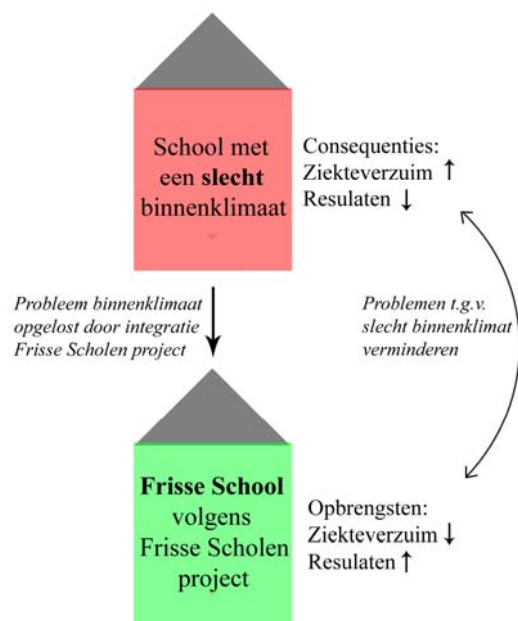 School met
een slecht
binnenklimaat
Consequenties:
Ziekteverzuim ↑
Resulaten ↓
Probleem binnenklimaat
opgelost door integratie
Frisse Scholen project
Problemen t.g.v.
slecht binnenklimat
verminderen
Frisse School
volgens
Frisse Scholen
project
Opbrengsten:
Ziekteverzuim ↓
Resulaten ↑